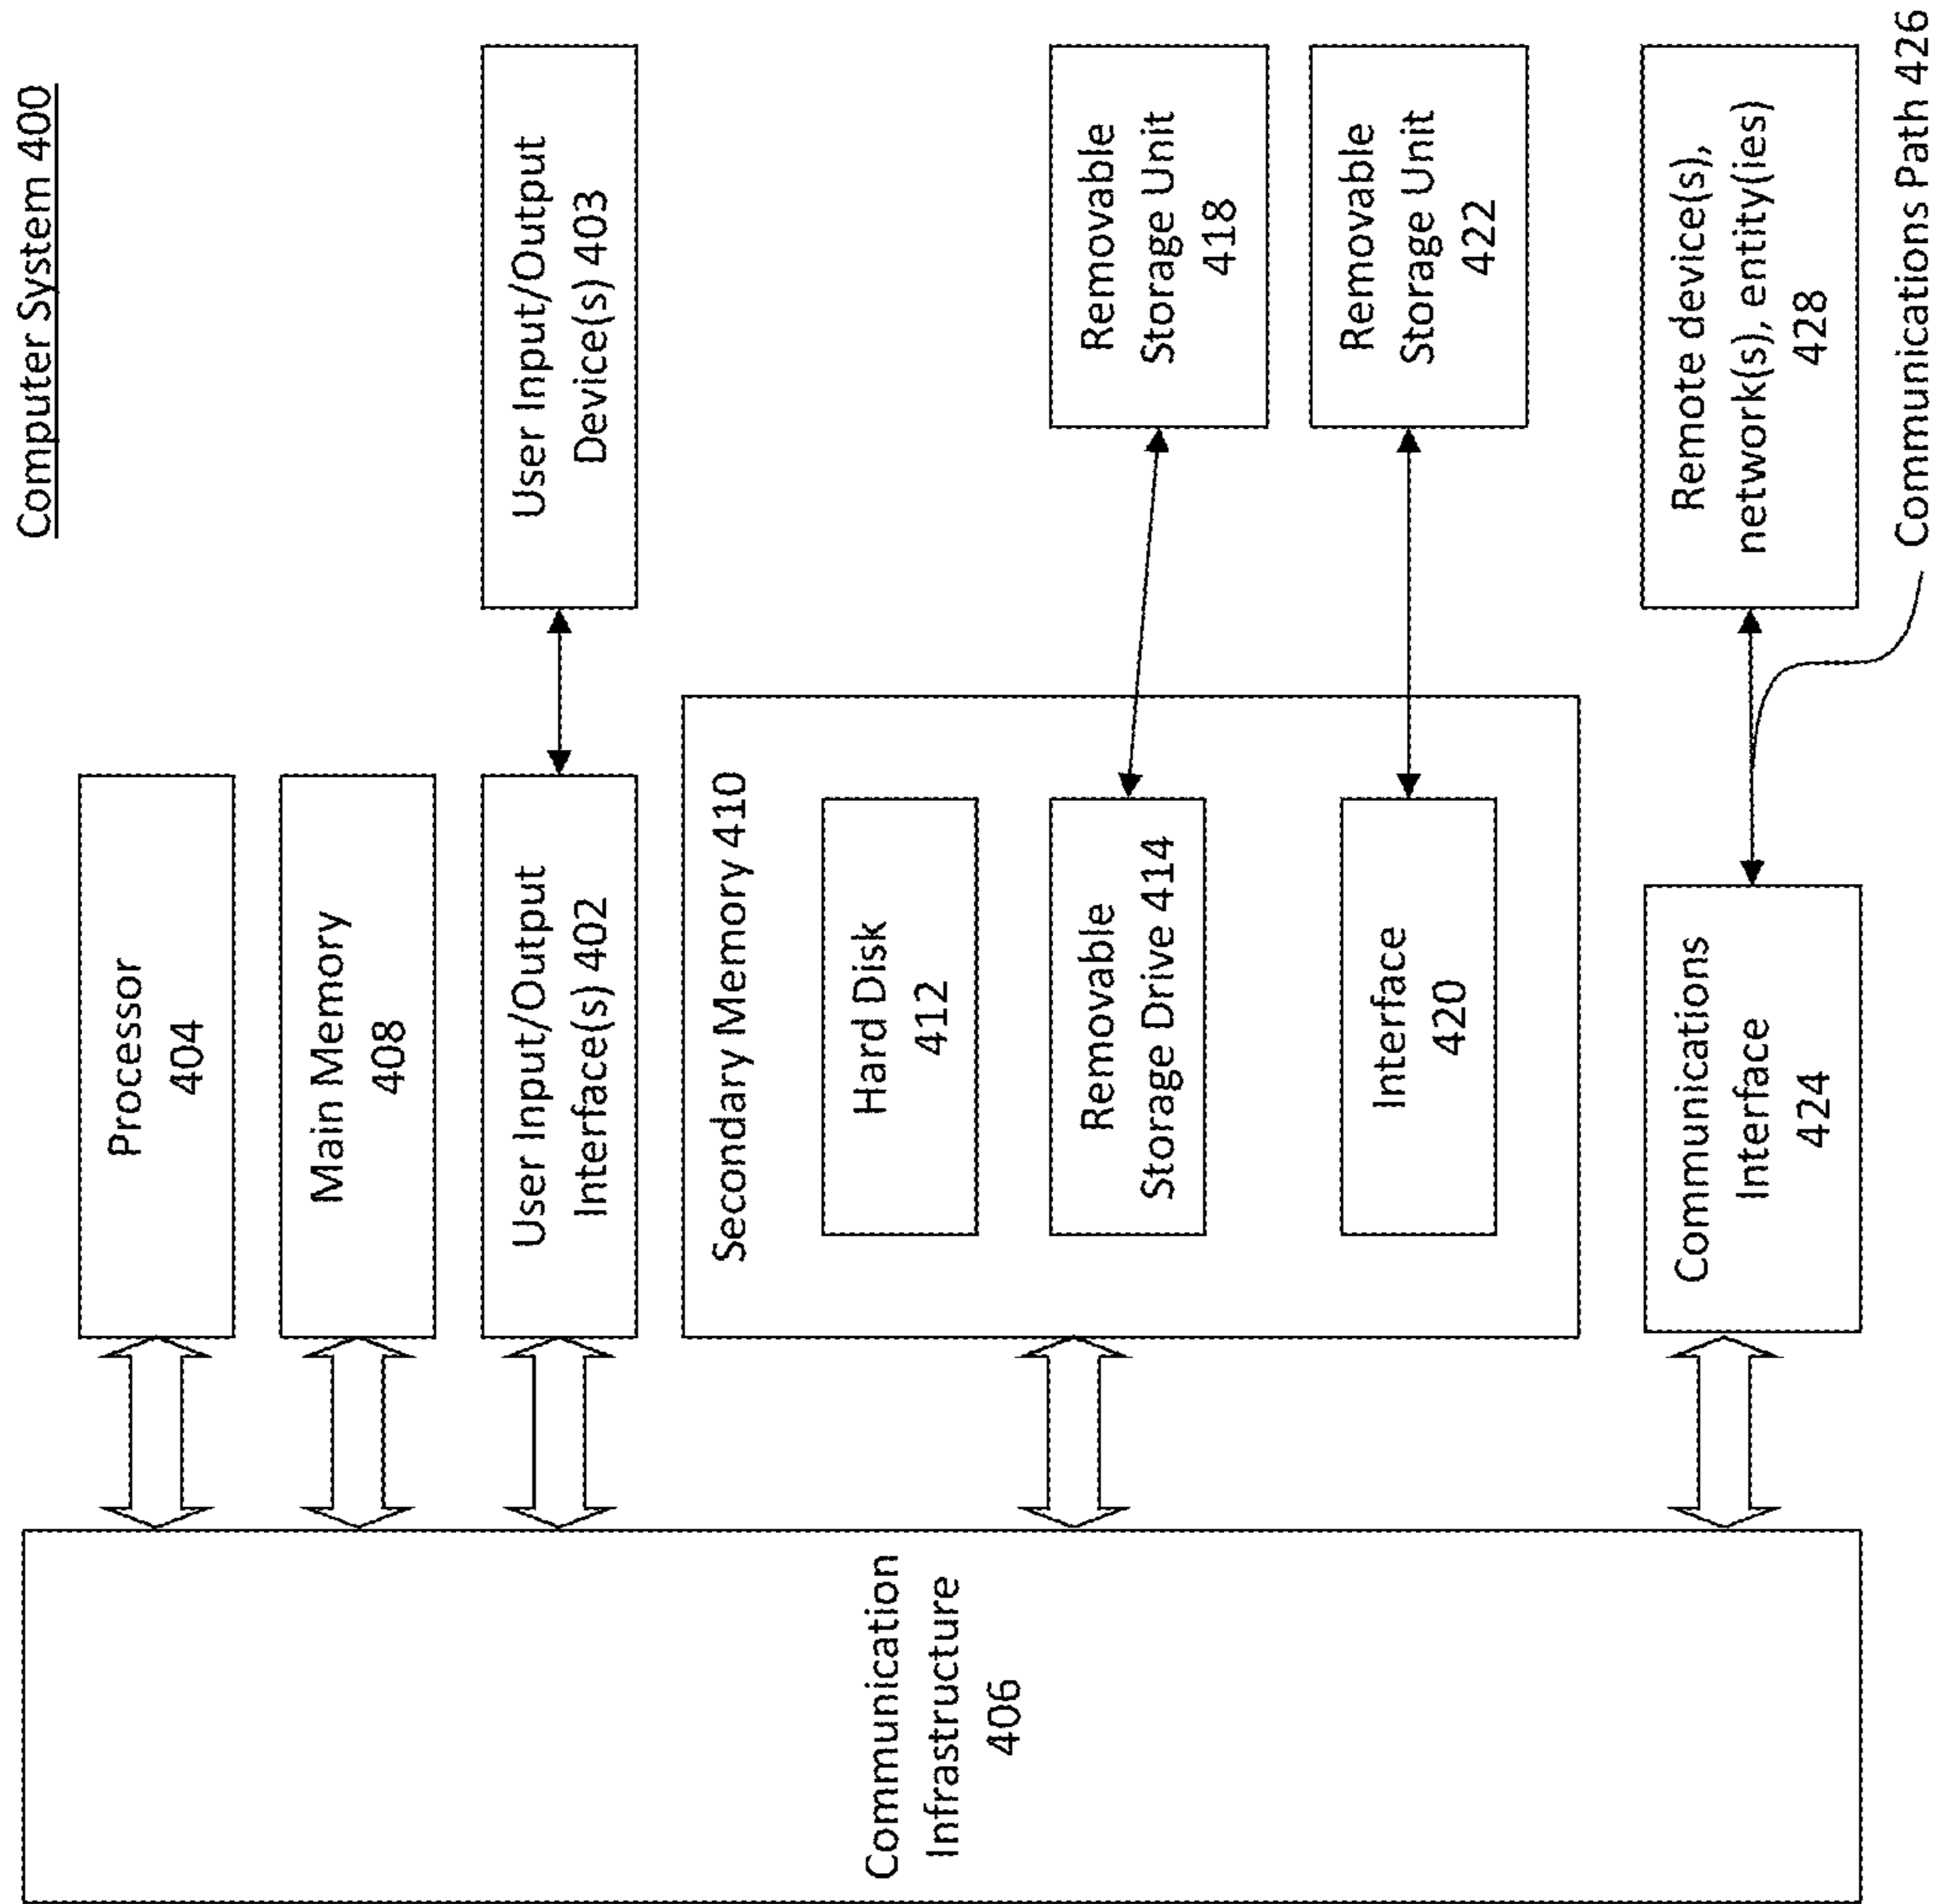 Computer System 400
Processor
404
Main Memory
408
User Input/Output
Interface(s) 402
User Input/Output
Device(s) 403
Secondary Memory 410
Hard Disk
412
Removable
Storage Drive 414
Removable
Storage Unit
418
Interface
420
Removable
Storage Unit
422
Communications
Interface
424
Remote device(s),
network(s), entity(ies)
428
Communications Path 426
Communication
Infrastructure
406